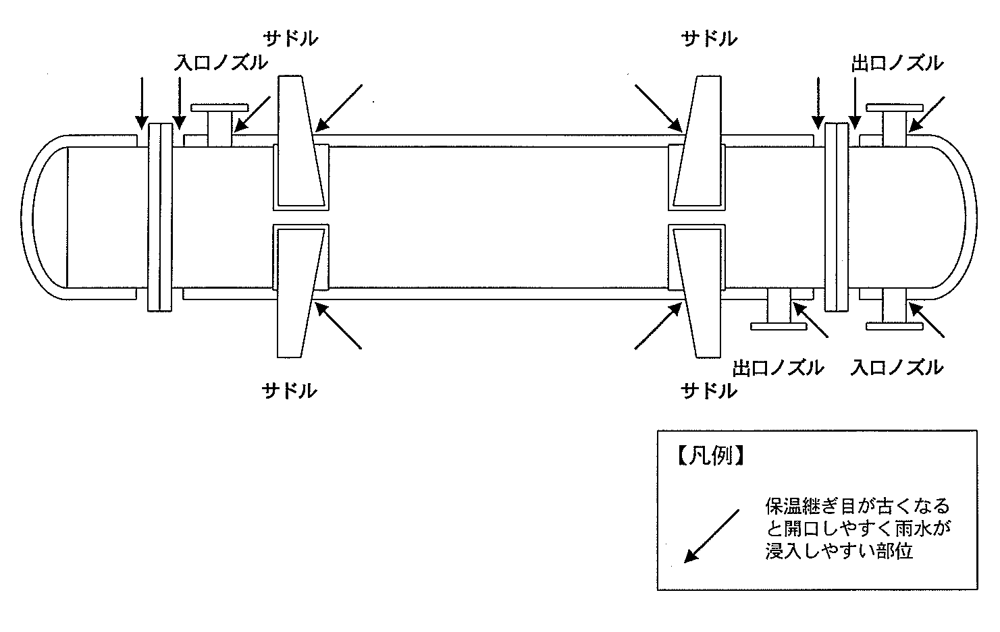 サドル
サドル
入口ノズル
出口ノズル
出口ノズル
入口ノズル
サドル
サドル
【凡例】
保温継ぎ目が古くなる
と開口しやすく雨水が
浸入しやすい部位